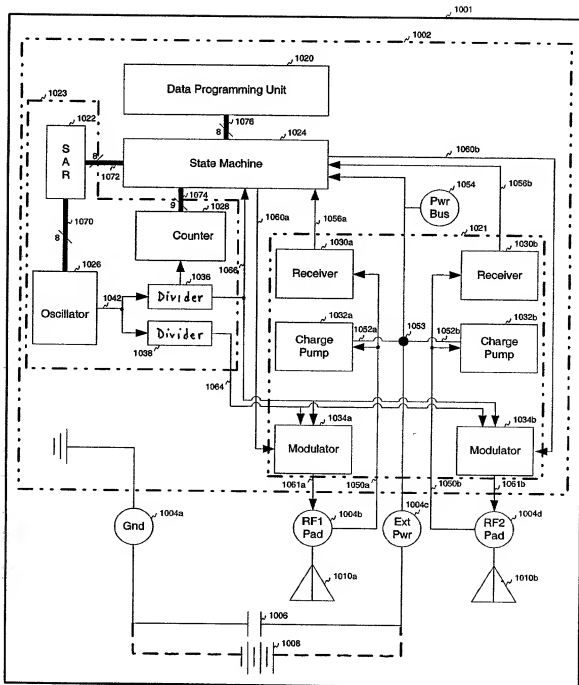 1001
1002
1020
Data Programming Unit
1023
1022
8
1076
1024
S
A
R
8
1072
State Machine
1060b
1070
8
9
1074
1028
1060a
1056a
1054
Pwr
Bus
1056b
1021
1026
Counter
1066
1030a
1030b
Receiver
Receiver
1036
Oscillator
1042
Divider
1032a
1053
1032b
Divider
1038
Charge
Pump
1052a
1052b
Charge
Pump
1064
1034a
1034b
Modulator
Modulator
1061a
1050a
1050b
1061b
1004a
Gnd
RF1
Pad
1004b
Ext
Pwr
1004c
RF2
Pad
1004d
1010a
1010b
1006
1008